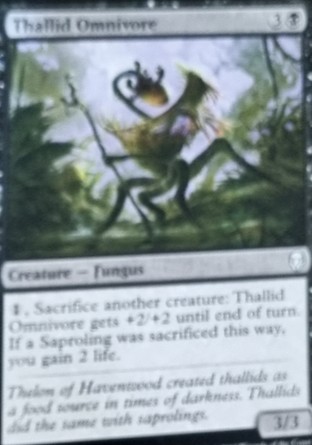 Thallid Omnivore 3
Creature — Fungus
1, Sacrifice another creature: Thallid
Omnivore gets +2/+2 until end of turn.
If a Saproling was sacrificed this way,
you gain 2 life.
Thelon of Havenwood created thallids as
a food source in times of darkness. Thallids
did the same with saprolings.
3/3